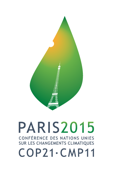 PARIS2015
CONFÉRENCE DES NATIONS UNIES
SUR LES CHANGEMENTS CLIMATIQUES
COP21·CMP11